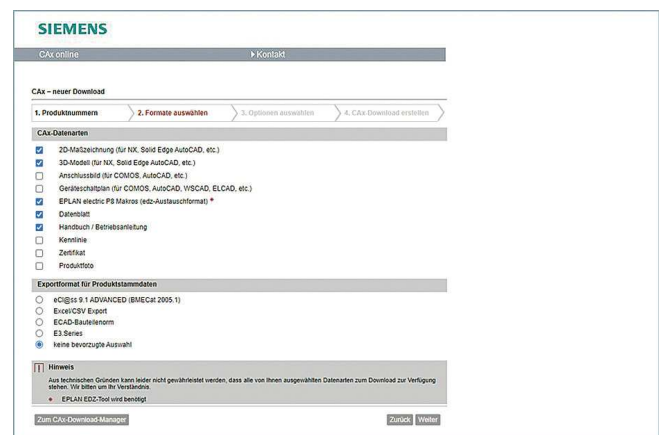 SIEMENS
CAx online
Kontakt
CAx – neuer Download
1. Produktnummern
2. Formate auswählen
3. Optionen auswählen
4. CAx Download erstellen
CAx-Datenarten
2D-Maßzeichnung (für NX, Solid Edge AutoCAD, etc.)
3D-Modell (für NX, Solid Edge AutoCAD, etc.)
Anschlussbild (für COMOS, AutoCAD, etc.)
Geräteschaltplan (für COMOS, AutoCAD, WSCAD, ELCAD, etc.)
EPLAN electric P8 Makros (edz-Austauschformat) *
Datenblatt
Handbuch / Betriebsanleitung
Kennlinie
Zertifikat
Produktfoto
Exportformat für Produktstammdaten
eCl@ss 9.1 ADVANCED (BMECat 2005.1)
Excel/CSV Export
ECAD-Bauteilenorm
E3.Series
keine bevorzugte Auswahl
Hinweis
Aus technischen Gründen kann leider nicht gewährleistet werden, dass alle von Ihnen ausgewählten Datenarten zum Download zur Verfügung
stehen. Wir bitten um Ihr Verständnis.
* EPLAN EDZ-Tool wird benötigt
Zum CAx-Download-Manager
Zurück
Weiter